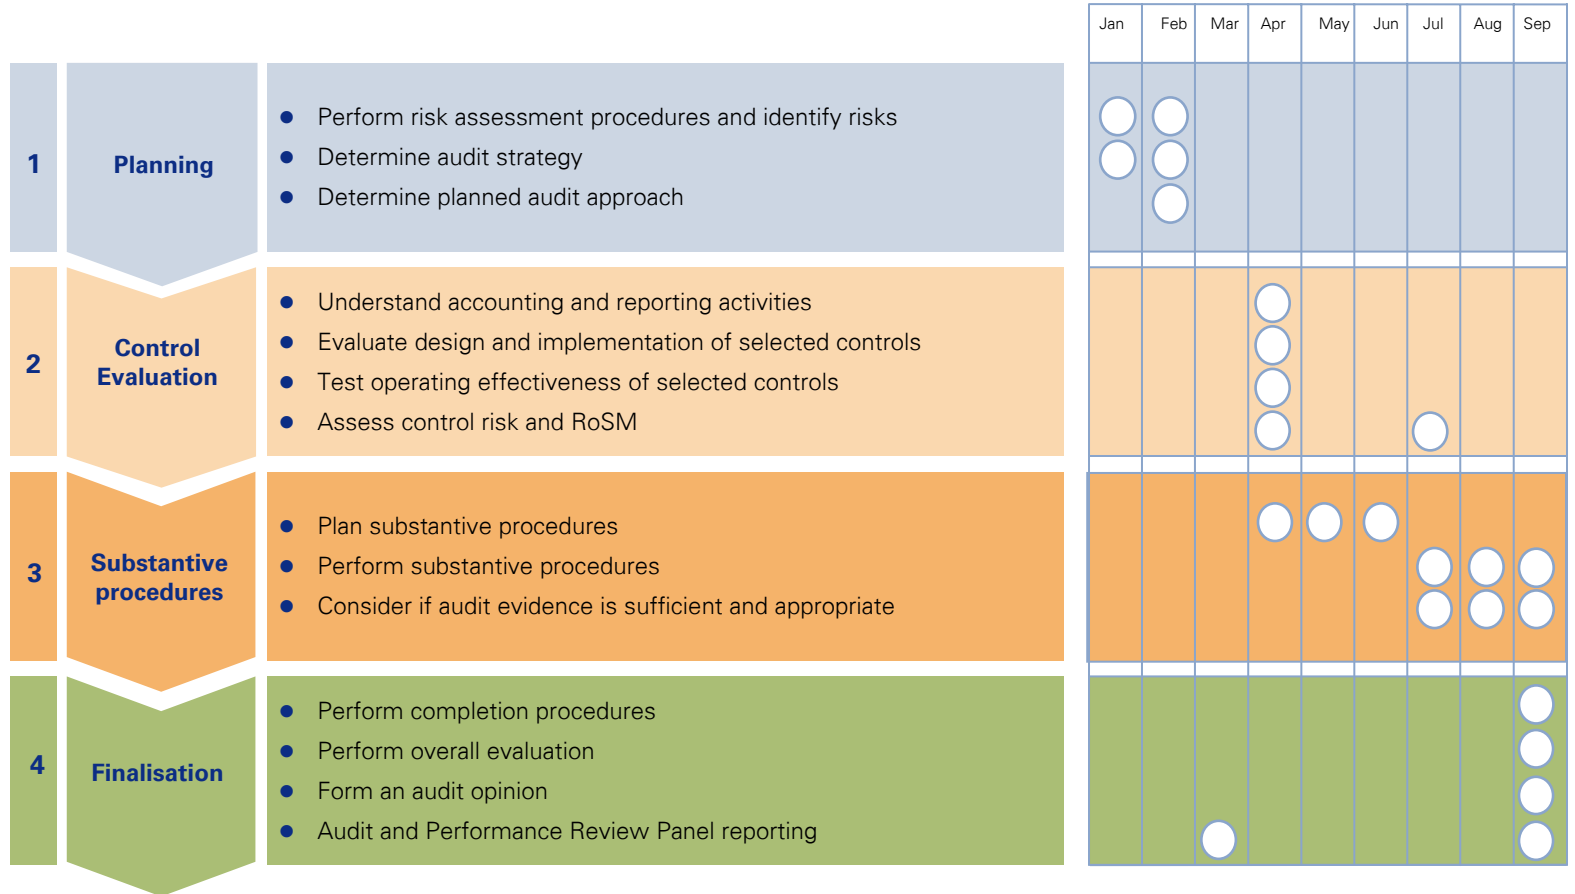 Jan Feb Mar Apr May Jun Jul Aug Sep
1
Planning
● Perform risk assessment procedures and identify risks
● Determine audit strategy
● Determine planned audit approach
2
Control
Evaluation
● Understand accounting and reporting activities
● Evaluate design and implementation of selected controls
● Test operating effectiveness of selected controls
● Assess control risk and RoSM
3
Substantive
procedures
● Plan substantive procedures
● Perform substantive procedures
● Consider if audit evidence is sufficient and appropriate
4
Finalisation
● Perform completion procedures
● Perform overall evaluation
● Form an audit opinion
● Audit and Performance Review Panel reporting